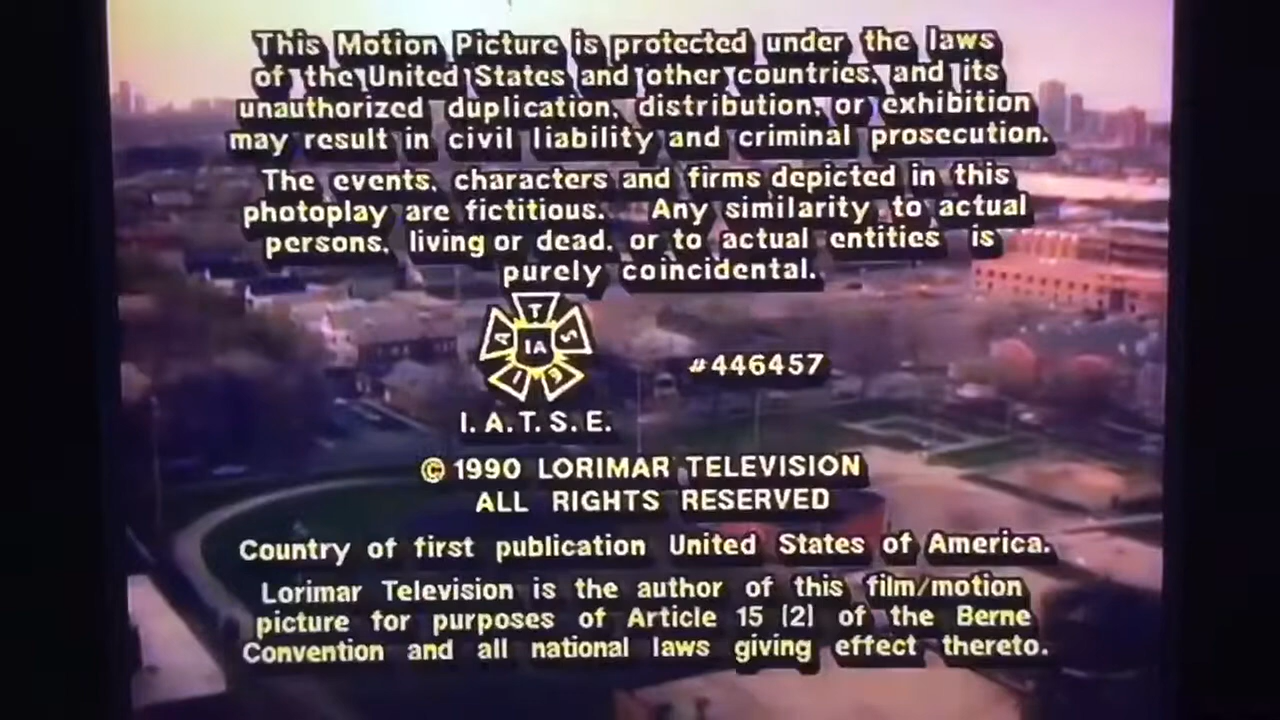 This Motion Picture is protected under the laws
of the United States and other countries, and its
unauthorized duplication, distribution, or exhibition
may result in civil liability and criminal prosecution.
The events, characters and firms depicted in this
photoplay are fictitious. Any similarity to actual
persons, living or dead, or to actual entities is
purely coincidental.
T
A IA S
I E
#446457
I.A.T.S.E.
© 1990 LORIMAR TELEVISION
ALL RIGHTS RESERVED
Country of first publication United States of America.
Lorimar Television is the author of this film/motion
picture for purposes of Article 15 (2) of the Berne
Convention and all national laws giving effect thereto.